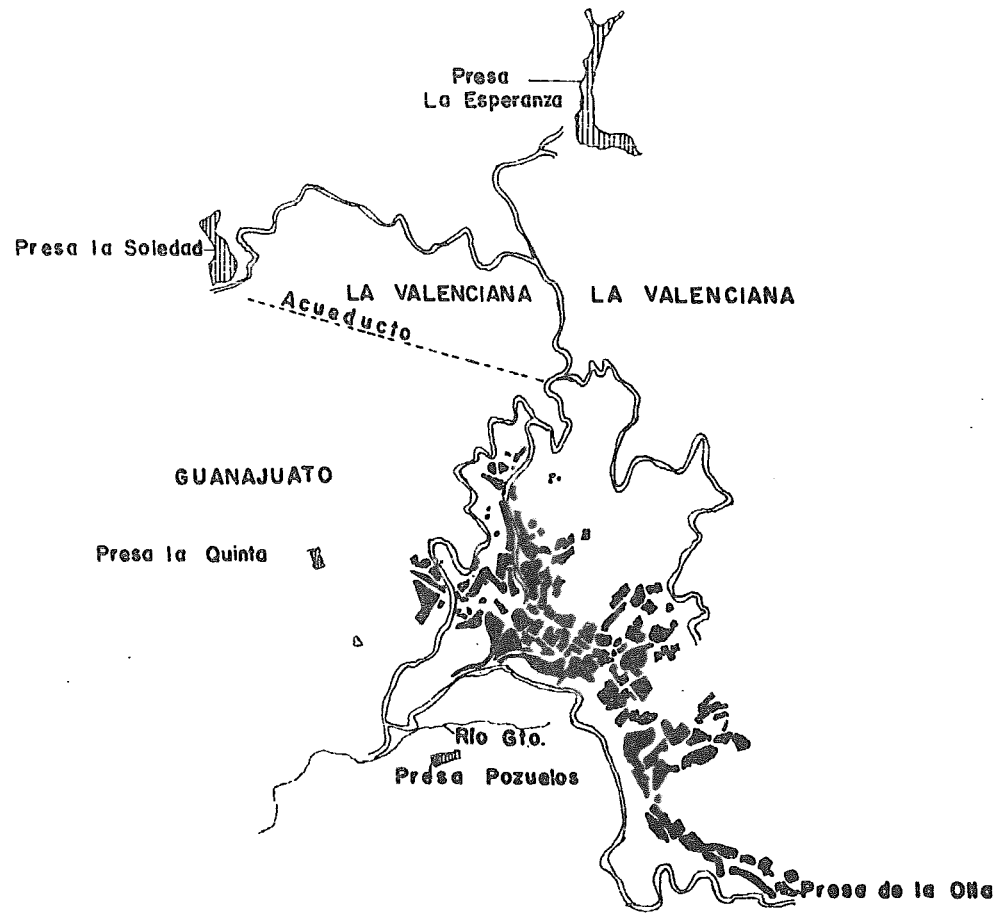 Presa
La Esperanza
Presa la Soledad
LA VALENCIANA LA VALENCIANA
Acueducto
GUANAJUATO
Presa la Quinta
Río Gto.
Presa Pozuelos
Presa de la Olla